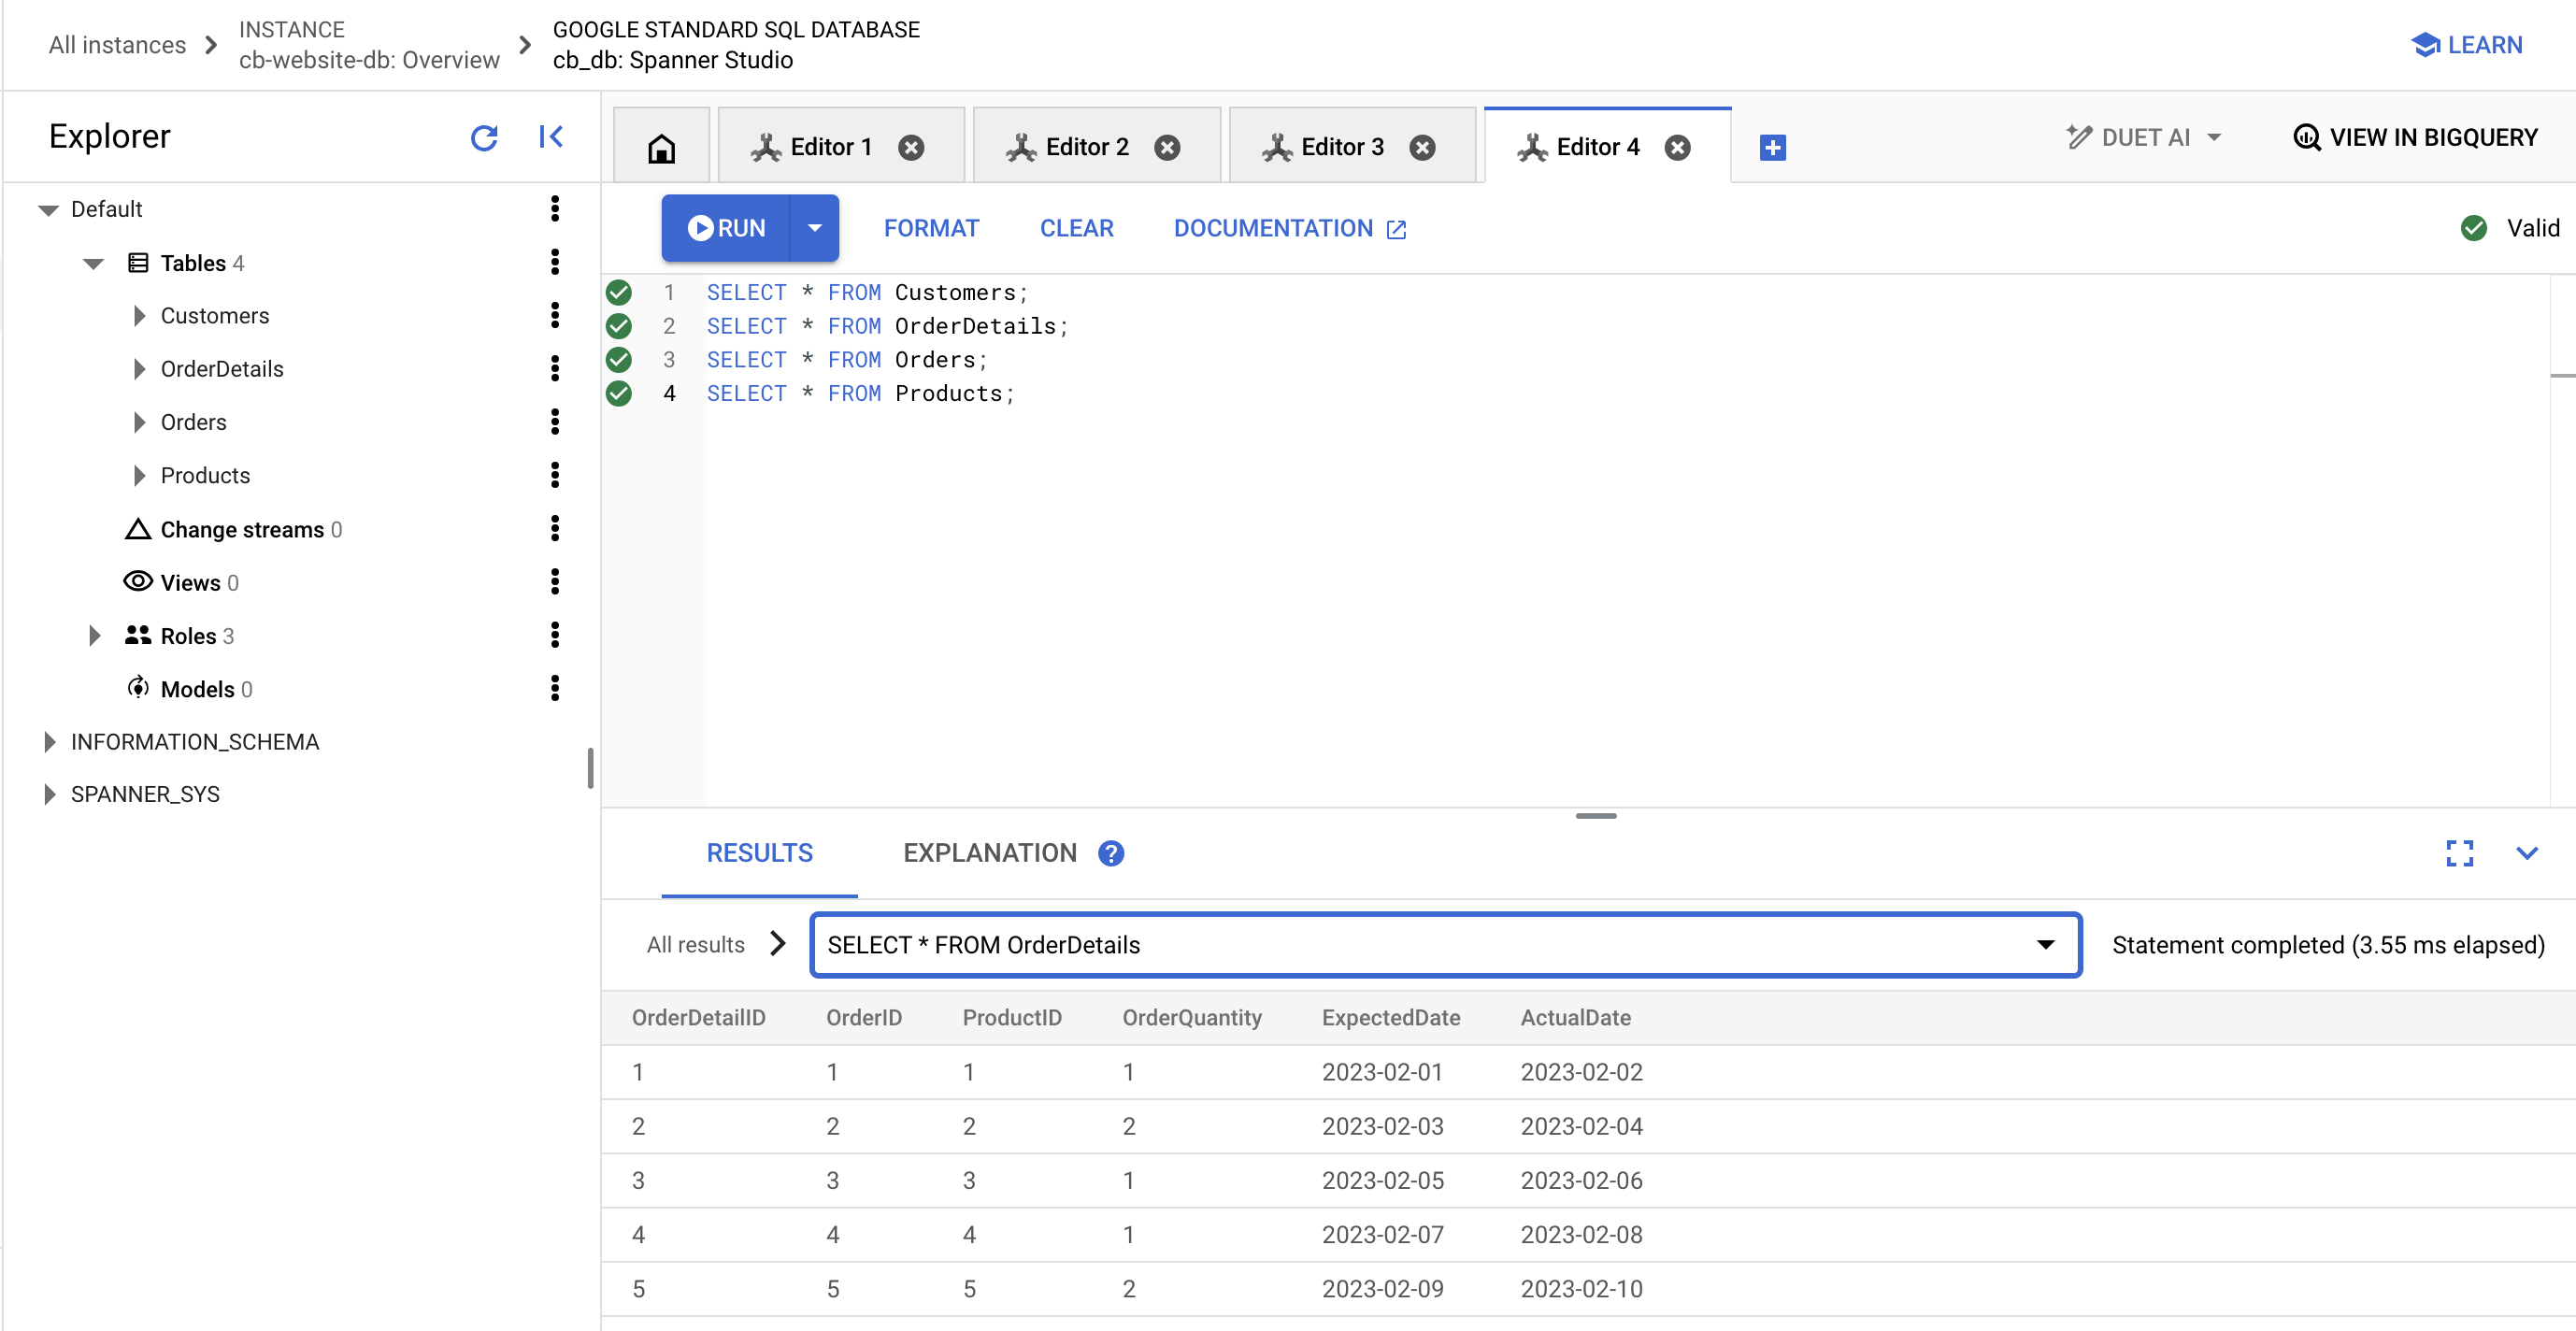 All instances
INSTANCE
cb-website-db: Overview
GOOGLE STANDARD SQL DATABASE
cb_db: Spanner Studio
LEARN
Explorer
Editor 1
Editor 2
Editor 3
Editor 4
DUET AI
VIEW IN BIGQUERY
Default
Tables 4
Customers
OrderDetails
Orders
Products
Change streams 0
Views 0
Roles 3
Models 0
INFORMATION_SCHEMA
SPANNER_SYS
RUN FORMAT CLEAR DOCUMENTATION Valid
1 SELECT * FROM Customers;
2 SELECT * FROM OrderDetails;
3 SELECT * FROM Orders;
4 SELECT * FROM Products;
RESULTS EXPLANATION ?
All results SELECT * FROM OrderDetails Statement completed (3.55 ms elapsed)
OrderDetailID OrderID ProductID OrderQuantity ExpectedDate ActualDate
1 1 1 1 2023-02-01 2023-02-02
2 2 2 2 2023-02-03 2023-02-04
3 3 3 1 2023-02-05 2023-02-06
4 4 4 1 2023-02-07 2023-02-08
5 5 5 2 2023-02-09 2023-02-10